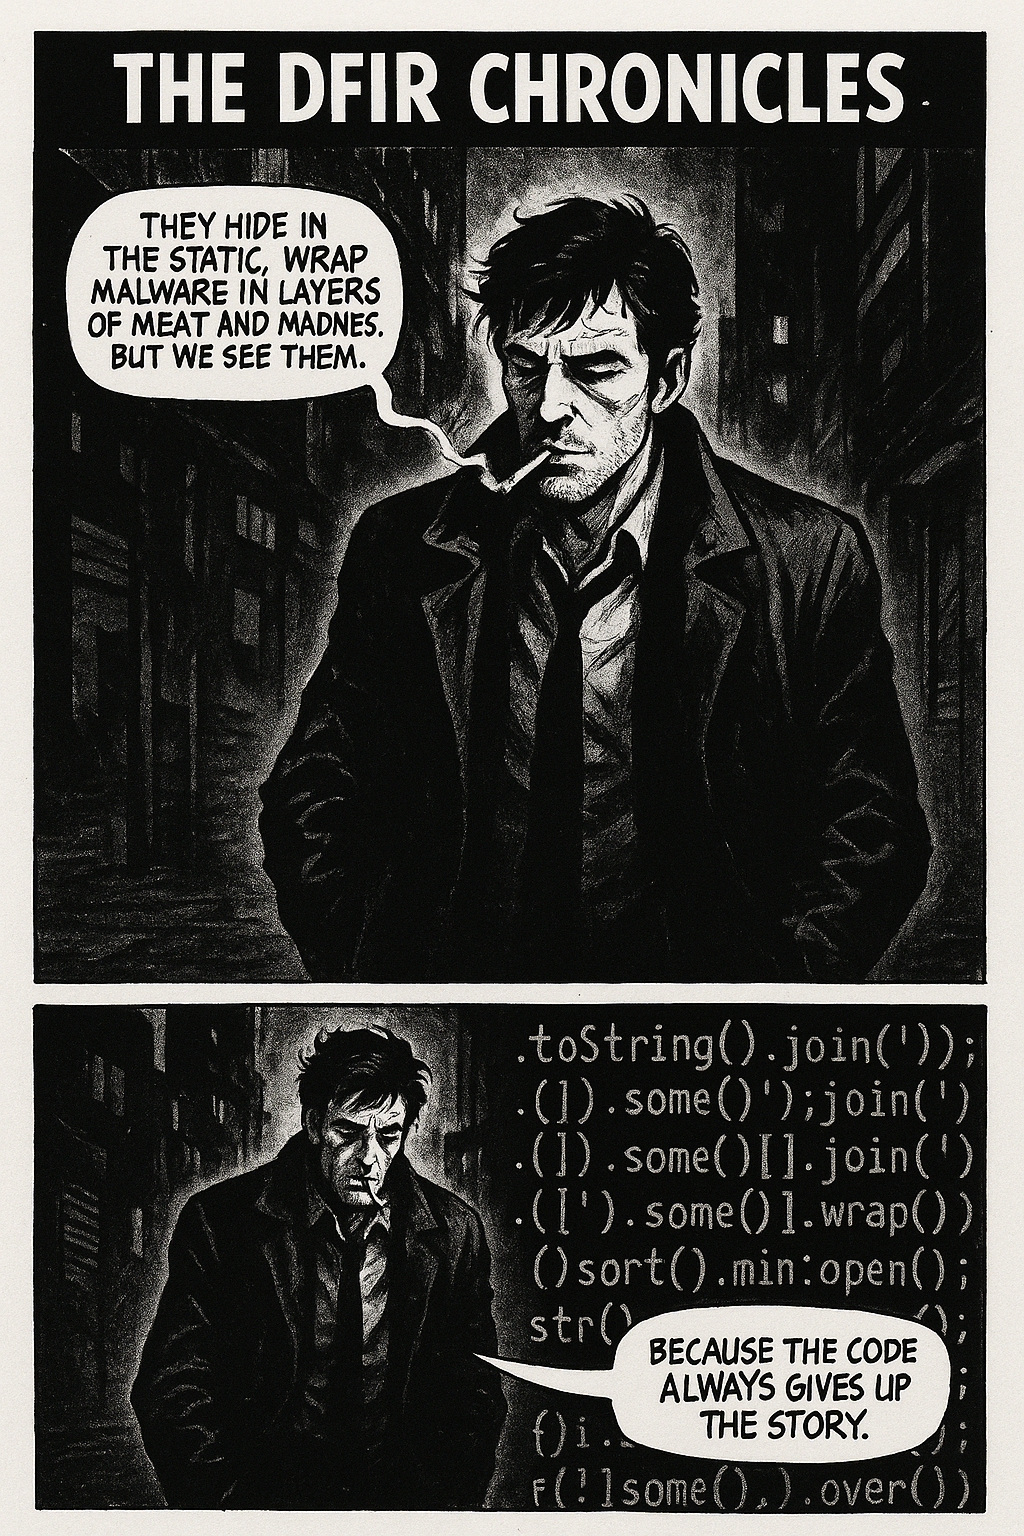 THE DFIR CHRONICLES
THEY HIDE IN
THE STATIC, WRAP
MALWARE IN LAYERS
OF MEAT AND MADNES.
BUT WE SEE THEM.
.toString().join('));
.(]).some()');join(')
.(]).some()[].join(')
.([').some()].wrap())
()sort().min:open();
str() );
;
{}i. );
F(!]some(),).over())
BECAUSE THE CODE
ALWAYS GIVES UP
THE STORY.